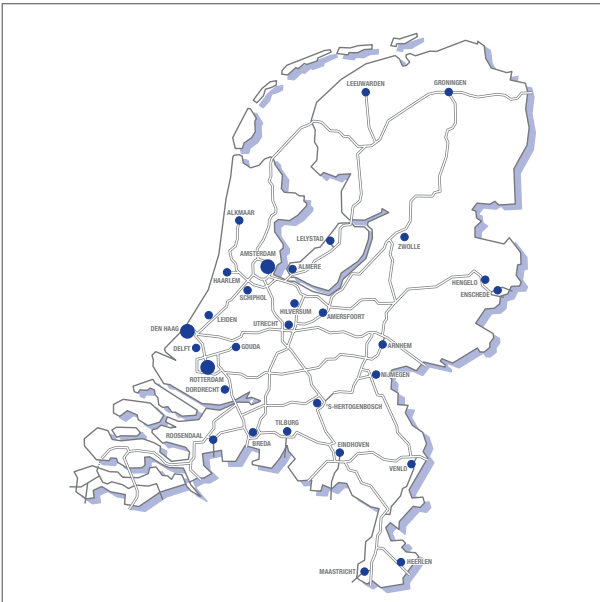 LEEUWARDEN
GRONINGEN
ALKMAAR
LELYSTAD
ZWOLLE
AMSTERDAM
ALMERE
HAARLEM
SCHIPHOL
HENGELO
ENSCHEDE
HILVERSUM
AMERSFOORT
LEIDEN
UTRECHT
DEN HAAG
DELFT
GOUDA
ARNHEM
ROTTERDAM
NIJMEGEN
DORDRECHT
'S-HERTOGENBOSCH
TILBURG
ROOSENDAAL
BREDA
EINDHOVEN
VENLO
HEERLEN
MAASTRICHT